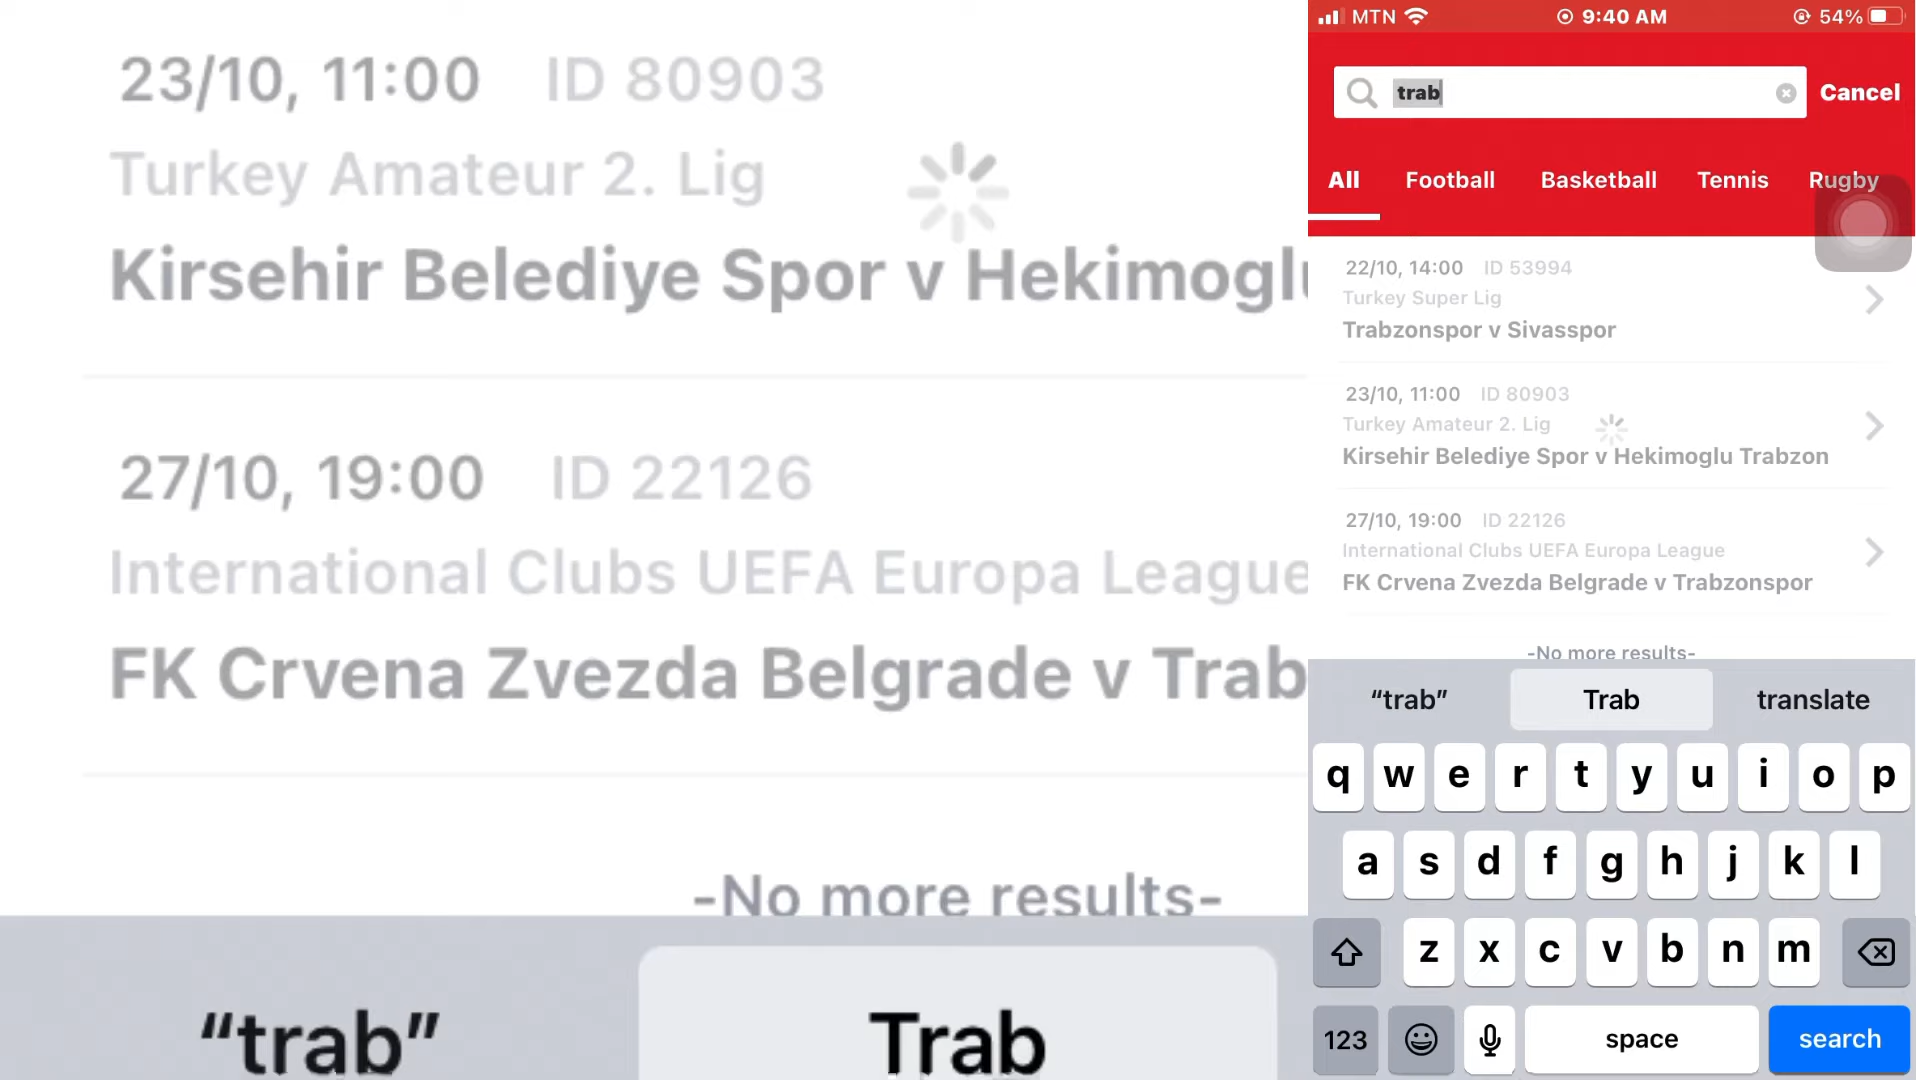 23/10, 11:00 ID 80903
Turkey Amateur 2. Lig
Kirsehir Belediye Spor v Hekimoglu
27/10, 19:00 ID 22126
International Clubs UEFA Europa League
FK Crvena Zvezda Belgrade v Trab
-No more results-
“trab” Trab
MTN 9:40 AM 54%
trab Cancel
All Football Basketball Tennis Rugby
22/10, 14:00 ID 53994
Turkey Super Lig
Trabzonspor v Sivasspor
23/10, 11:00 ID 80903
Turkey Amateur 2. Lig
Kirsehir Belediye Spor v Hekimoglu Trabzon
27/10, 19:00 ID 22126
International Clubs UEFA Europa League
FK Crvena Zvezda Belgrade v Trabzonspor
-No more results-
“trab” Trab translate
q w e r t y u i o p
a s d f g h j k l
z x c v b n m
123 space search